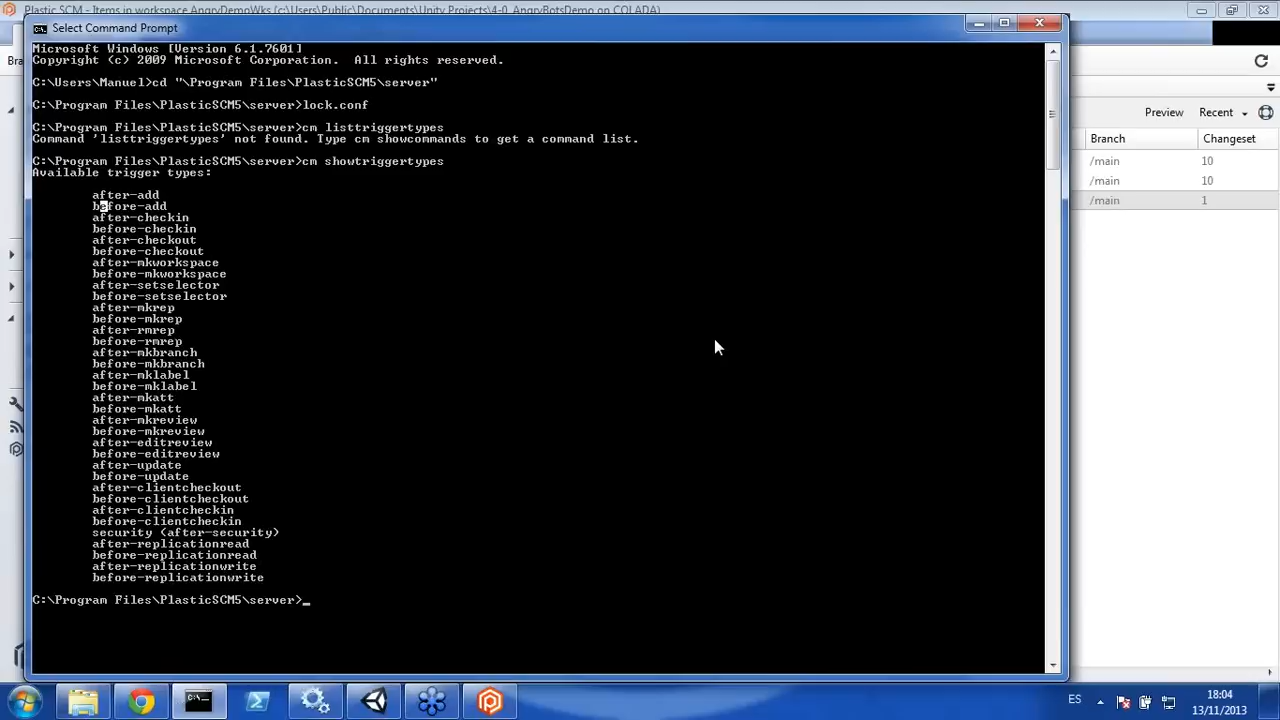 Plastic SCM - Items in workspace AngryDemoWks (c:\Users\Public\Documents\Unity Projects\4-0_AngryBotsDemo on COLADA)
Select Command Prompt
Microsoft Windows [Version 6.1.7601]
Copyright (c) 2009 Microsoft Corporation.  All rights reserved.
C:\Users\Manuel>cd "\Program Files\PlasticSCM5\server"
C:\Program Files\PlasticSCM5\server>lock.conf
C:\Program Files\PlasticSCM5\server>cm listtriggertypes
Command 'listtriggertypes' not found. Type cm showcommands to get a command list.
C:\Program Files\PlasticSCM5\server>cm showtriggertypes
Available trigger types:
after-add
before-add
after-checkin
before-checkin
after-checkout
before-checkout
after-mkworkspace
before-mkworkspace
after-setselector
before-setselector
after-mkrep
before-mkrep
after-rmrep
before-rmrep
after-mkbranch
before-mkbranch
after-mklabel
before-mklabel
after-mkatt
before-mkatt
after-mkreview
before-mkreview
after-editreview
before-editreview
after-update
before-update
after-clientcheckout
before-clientcheckout
after-clientcheckin
before-clientcheckin
security (after-security)
after-replicationread
before-replicationread
after-replicationwrite
before-replicationwrite
C:\Program Files\PlasticSCM5\server>_
Bra
Preview Recent
Branch Changeset
/main 10
/main 10
/main 1
ES
18:04
13/11/2013